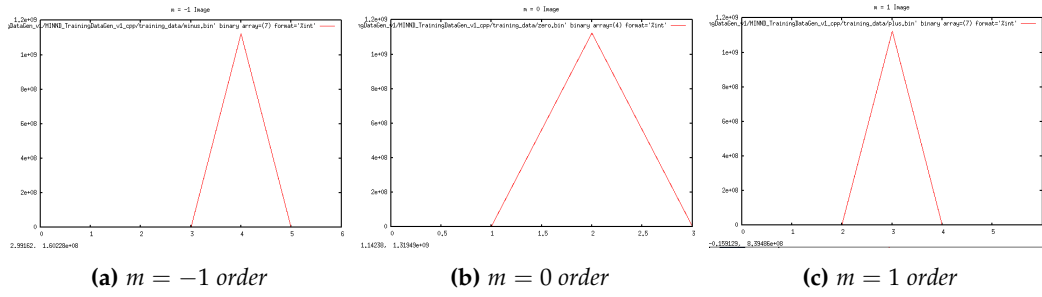 m = -1 Image
ngDataGen_v1/MINND_TrainingDataGen_v1_cpp/training_data/minus.bin' binary array=(7) format='%int'
1.2e+09
1e+09
8e+08
6e+08
4e+08
2e+08
0
0 1 2 3 4 5 6
2.99162, 1.60228e+08
(a) m = −1 order
m = 0 Image
ngDataGen_v1/MINND_TrainingDataGen_v1_cpp/training_data/zero.bin' binary array=(4) format='%int'
1.2e+09
1e+09
8e+08
6e+08
4e+08
2e+08
0
0 0.5 1 1.5 2 2.5 3
1.14238, 1.31949e+09
(b) m = 0 order
m = 1 Image
ngDataGen_v1/MINND_TrainingDataGen_v1_cpp/training_data/plus.bin' binary array=(7) format='%int'
1.2e+09
1e+09
8e+08
6e+08
4e+08
2e+08
0
0 1 2 3 4 5
-0.159129, 8.39486e+08
(c) m = 1 order